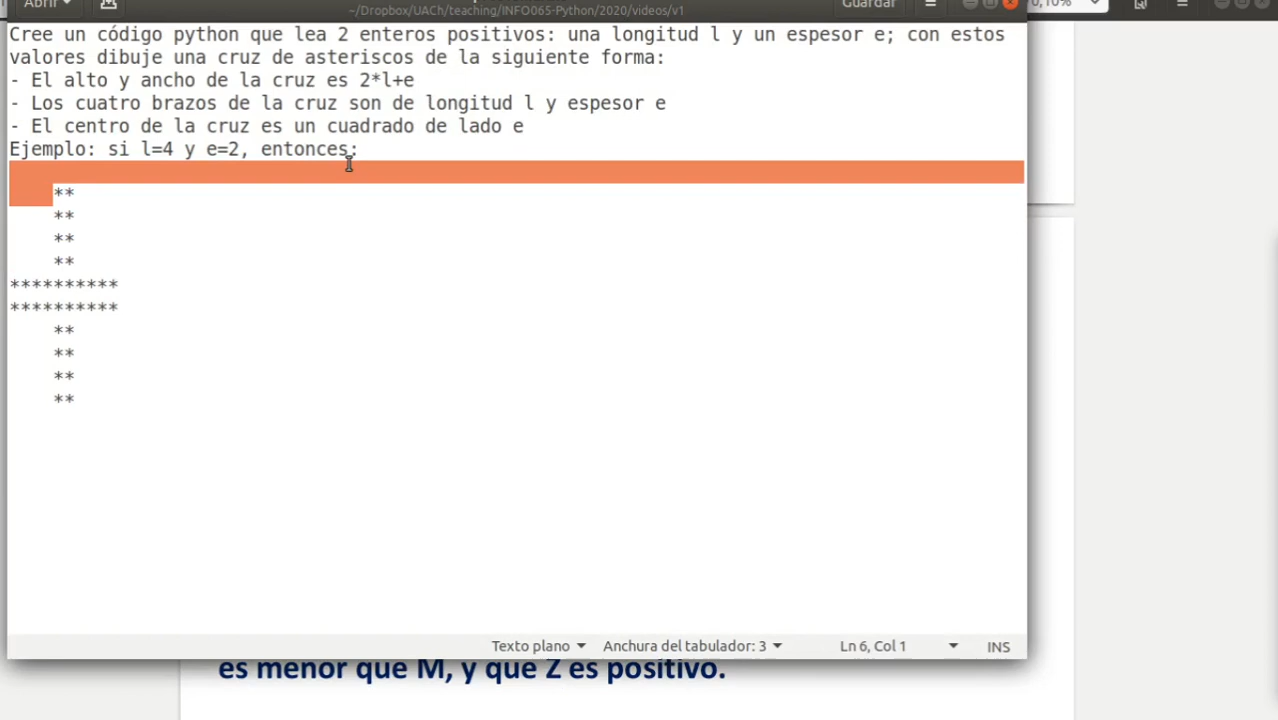 Abrir
~/Dropbox/UACh/teaching/INFO065-Python/2020/videos/v1
Guardar
0,10%
Cree un código python que lea 2 enteros positivos: una longitud l y un espesor e; con estos
valores dibuje una cruz de asteriscos de la siguiente forma:
- El alto y ancho de la cruz es 2*l+e
- Los cuatro brazos de la cruz son de longitud l y espesor e
- El centro de la cruz es un cuadrado de lado e
Ejemplo: si l=4 y e=2, entonces:
    **
    **
    **
    **
**********
**********
    **
    **
    **
    **
Texto plano Anchura del tabulador: 3 Ln 6, Col 1 INS
es menor que M, y que Z es positivo.